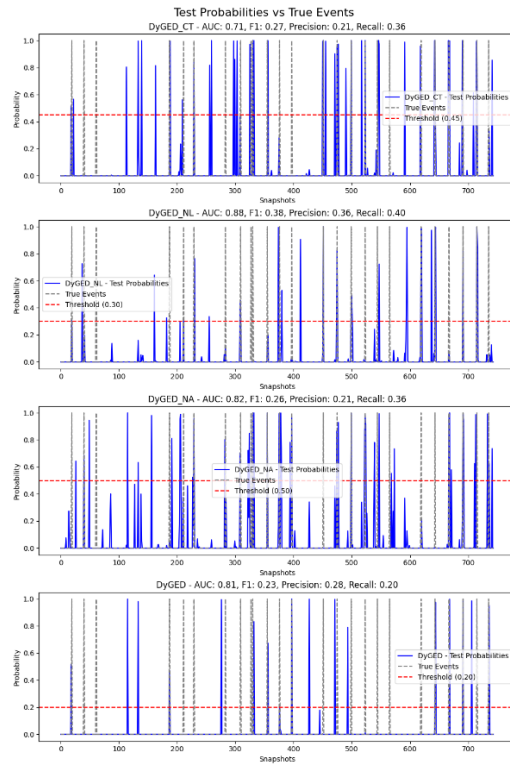 Test Probabilities vs True Events
DyGED_CT - AUC: 0.71, F1: 0.27, Precision: 0.21, Recall: 0.36
Probability
1.0
0.8
0.6
0.4
0.2
0.0
DyGED_CT - Test Probabilities
True Events
Threshold (0.45)
0 100 200 300 400 500 600 700
Snapshots
DyGED_NL - AUC: 0.88, F1: 0.38, Precision: 0.36, Recall: 0.40
Probability
1.0
0.8
0.6
0.4
0.2
0.0
DyGED_NL - Test Probabilities
True Events
Threshold (0.30)
0 100 200 300 400 500 600 700
Snapshots
DyGED_NA - AUC: 0.82, F1: 0.26, Precision: 0.21, Recall: 0.36
Probability
1.0
0.8
0.6
0.4
0.2
0.0
DyGED_NA - Test Probabilities
True Events
Threshold (0.50)
0 100 200 300 400 500 600 700
Snapshots
DyGED - AUC: 0.81, F1: 0.23, Precision: 0.28, Recall: 0.20
Probability
1.0
0.8
0.6
0.4
0.2
0.0
DyGED - Test Probabilities
True Events
Threshold (0.20)
0 100 200 300 400 500 600 700
Snapshots